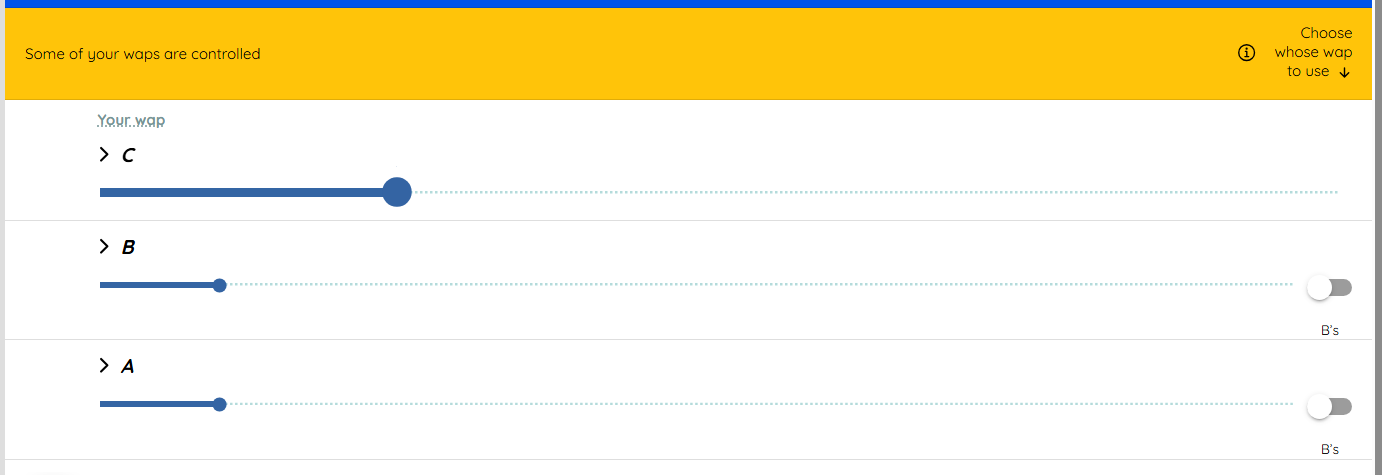 Some of your waps are controlled
Choose
whose wap
to use ↓
Your wap
C
B
B's
A
B's